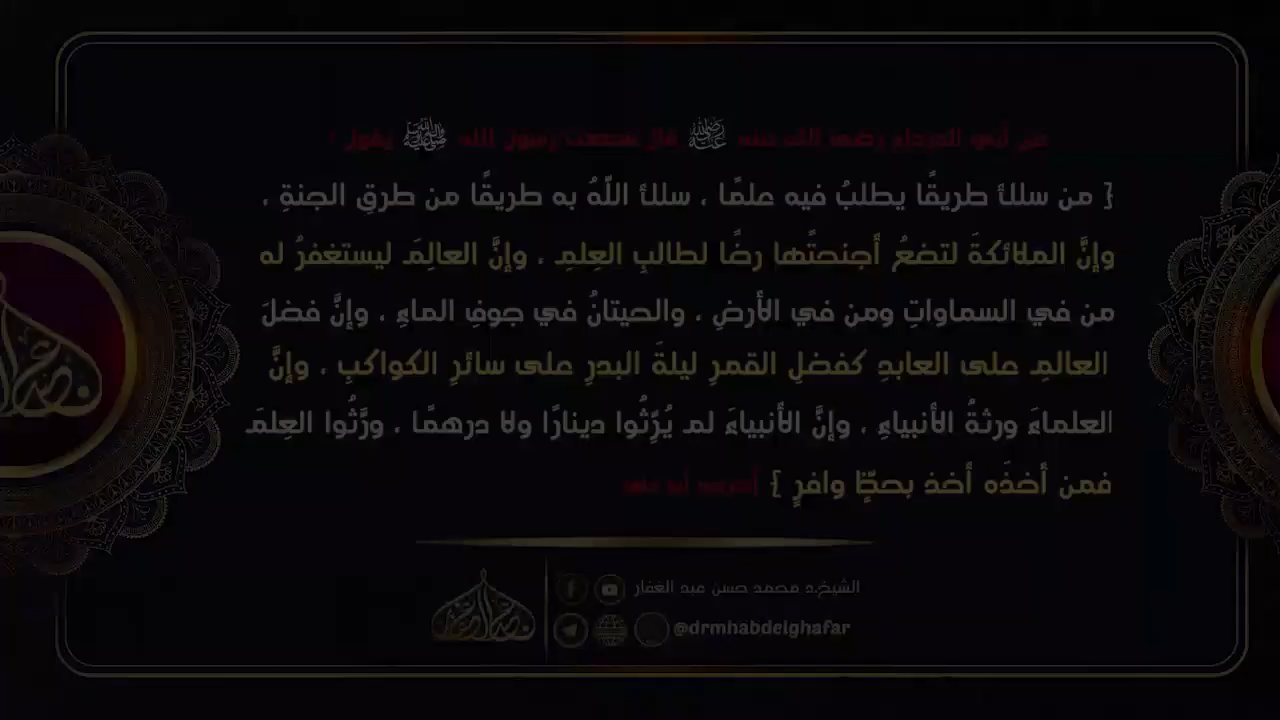 عن أبي الدرداء رضي الله عنه ﵁ قال سمعت رسول الله ﷺ يقول :
{ من سلك طريقًا يطلبُ فيه علمًا ، سلك اللَّهُ به طريقًا من طرقِ الجنةِ ،
وإنَّ الملائكةَ لتضعُ أجنحتَها رضًا لطالبِ العِلمِ ، وإنَّ العالِمَ ليستغفرُ له
من في السماواتِ ومن في الأرضِ ، والحيتانُ في جوفِ الماءِ ، وإنَّ فضلَ
العالمِ على العابدِ كفضلِ القمرِ ليلةَ البدرِ على سائرِ الكواكبِ ، وإنَّ
العلماءَ ورثةُ الأنبياءِ ، وإنَّ الأنبياءَ لم يُورِّثُوا دينارًا ولا درهمًا ، ورَّثُوا العِلمَ
فمن أخذَه أخذ بحظٍّ وافرٍ }
الشيخ.د محمد حسن عبد الغفار
@drmhabdelghafar